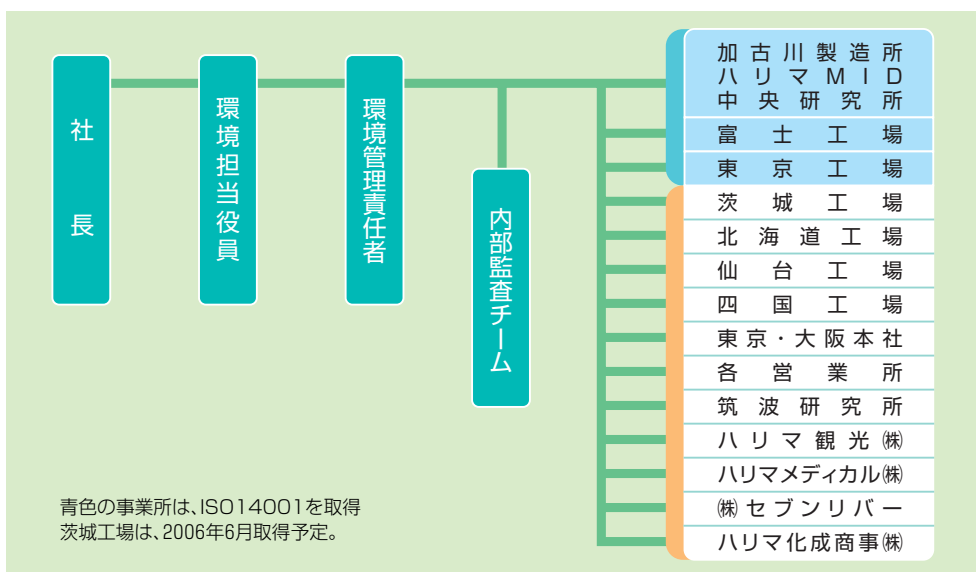 社長
環境担当役員
環境管理責任者
内部監査チーム
加古川製造所
ハリマMID
中央研究所
富士工場
東京工場
茨城工場
北海道工場
仙台工場
四国工場
東京・大阪本社
各営業所
筑波研究所
ハリマ観光㈱
ハリマメディカル㈱
㈱セブンリバー
ハリマ化成商事㈱
青色の事業所は、ISO14001を取得
茨城工場は、2006年6月取得予定。